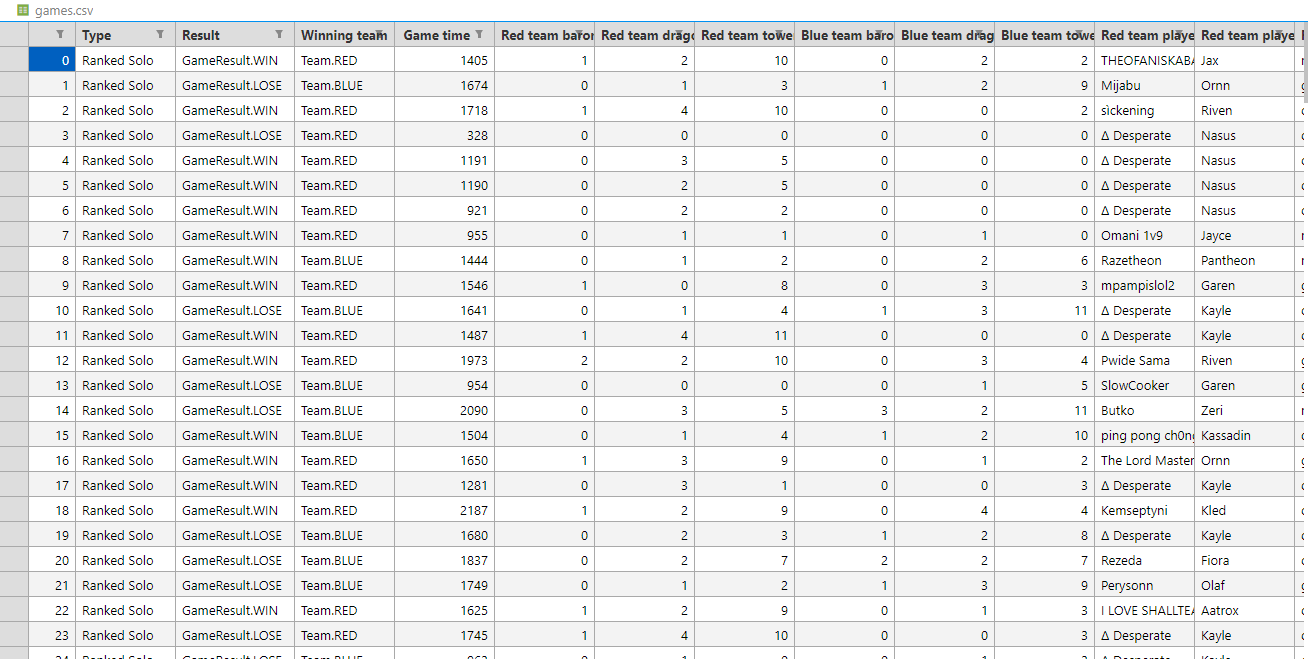 games.csv
Type Result Winning team Game time Red team baron Red team drag Red team towe Blue team baro Blue team drag Blue team towe Red team playe Red team playe
0 Ranked Solo GameResult.WIN Team.RED 1405 1 2 10 0 2 2 THEOFANISKABA Jax
1 Ranked Solo GameResult.LOSE Team.BLUE 1674 0 1 3 1 2 9 Mijabu Ornn
2 Ranked Solo GameResult.WIN Team.RED 1718 1 4 10 0 0 2 sìckening Riven
3 Ranked Solo GameResult.LOSE Team.BLUE 328 0 0 0 0 0 0 Δ Desperate Nasus
4 Ranked Solo GameResult.WIN Team.RED 1191 0 3 5 0 0 0 Δ Desperate Nasus
5 Ranked Solo GameResult.WIN Team.RED 1190 0 2 5 0 0 0 Δ Desperate Nasus
6 Ranked Solo GameResult.WIN Team.RED 921 0 2 2 0 0 0 Δ Desperate Nasus
7 Ranked Solo GameResult.WIN Team.RED 955 0 1 1 0 1 0 Omani 1v9 Jayce
8 Ranked Solo GameResult.WIN Team.BLUE 1444 0 1 2 0 2 6 Razetheon Pantheon
9 Ranked Solo GameResult.WIN Team.RED 1546 1 0 8 0 3 3 mpampislol2 Garen
10 Ranked Solo GameResult.LOSE Team.BLUE 1641 0 1 4 1 3 11 Δ Desperate Kayle
11 Ranked Solo GameResult.WIN Team.RED 1487 1 4 11 0 0 0 Δ Desperate Kayle
12 Ranked Solo GameResult.WIN Team.RED 1973 2 2 10 0 3 4 Pwide Sama Riven
13 Ranked Solo GameResult.LOSE Team.BLUE 954 0 0 0 0 1 5 SlowCooker Garen
14 Ranked Solo GameResult.LOSE Team.BLUE 2090 0 3 5 3 2 11 Butko Zeri
15 Ranked Solo GameResult.WIN Team.BLUE 1504 0 1 4 1 2 10 ping pong ch0ng Kassadin
16 Ranked Solo GameResult.WIN Team.RED 1650 1 3 9 0 1 2 The Lord Master Ornn
17 Ranked Solo GameResult.WIN Team.RED 1281 0 3 1 0 0 3 Δ Desperate Kayle
18 Ranked Solo GameResult.WIN Team.RED 2187 1 2 9 0 4 4 Kemseptyni Kled
19 Ranked Solo GameResult.LOSE Team.BLUE 1680 0 2 3 1 2 8 Δ Desperate Kayle
20 Ranked Solo GameResult.LOSE Team.BLUE 1837 0 2 7 2 2 7 Rezeda Fiora
21 Ranked Solo GameResult.LOSE Team.BLUE 1749 0 1 2 1 3 9 Perysonn Olaf
22 Ranked Solo GameResult.WIN Team.RED 1625 1 2 9 0 1 3 I LOVE SHALLTEA Aatrox
23 Ranked Solo GameResult.LOSE Team.RED 1745 1 4 10 0 0 3 Δ Desperate Kayle